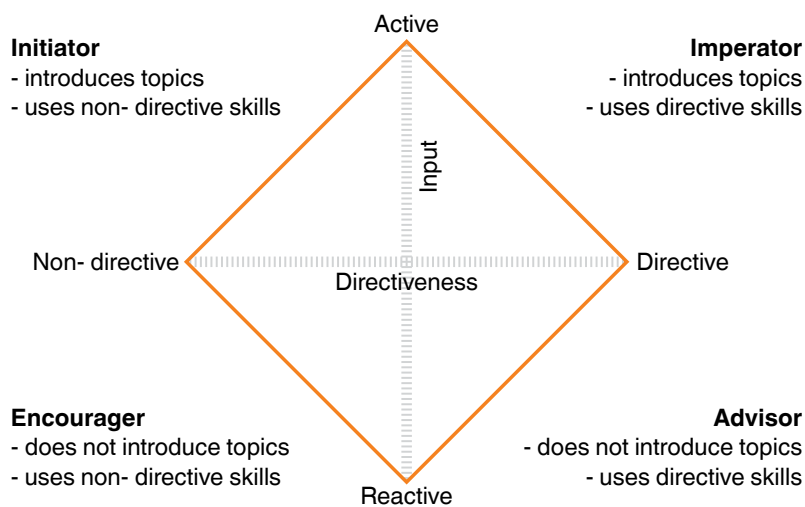 Active
Initiator
- introduces topics
- uses non- directive skills
Imperator
- introduces topics
- uses directive skills
Input
Non- directive
Directive
Directiveness
Encourager
- does not introduce topics
- uses non- directive skills
Advisor
- does not introduce topics
- uses directive skills
Reactive